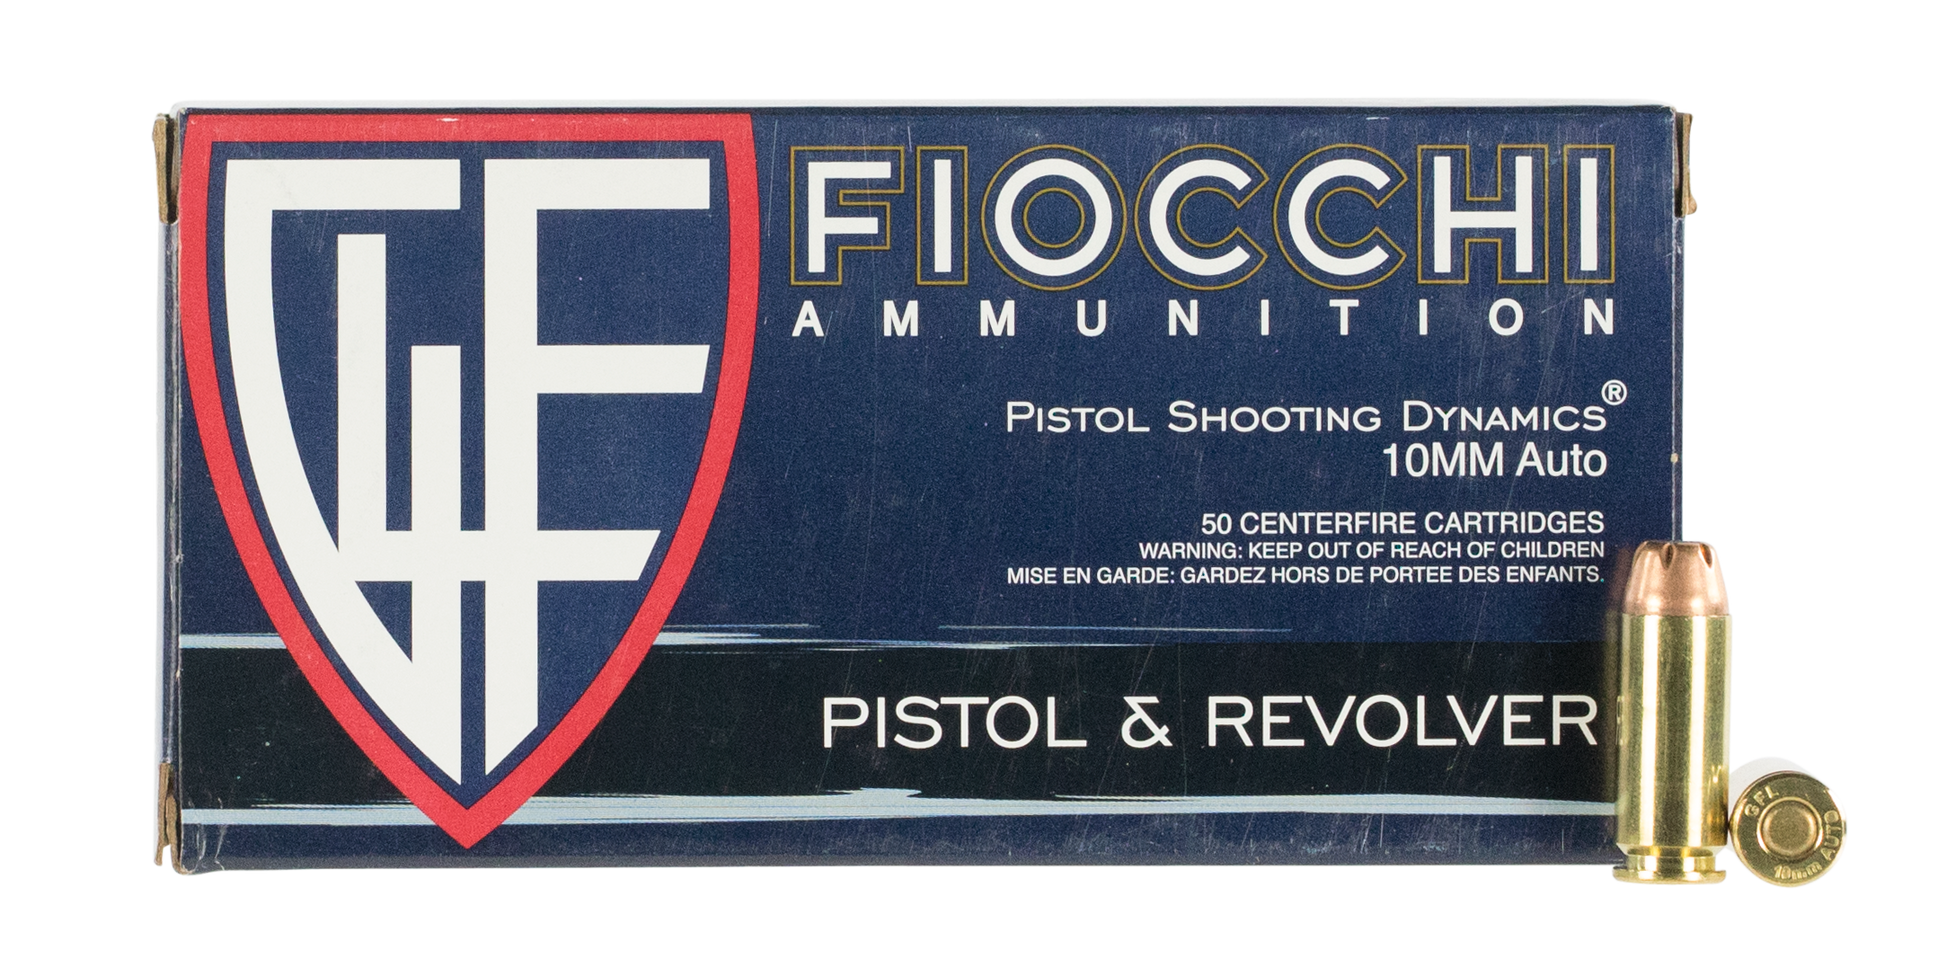 GLF
FIOCCHI
AMMUNITION
PISTOL SHOOTING DYNAMICS®
10MM Auto
50 CENTERFIRE CARTRIDGES
WARNING: KEEP OUT OF REACH OF CHILDREN
MISE EN GARDE: GARDEZ HORS DE PORTEE DES ENFANTS.
PISTOL & REVOLVER
GFL
10mm AUTO